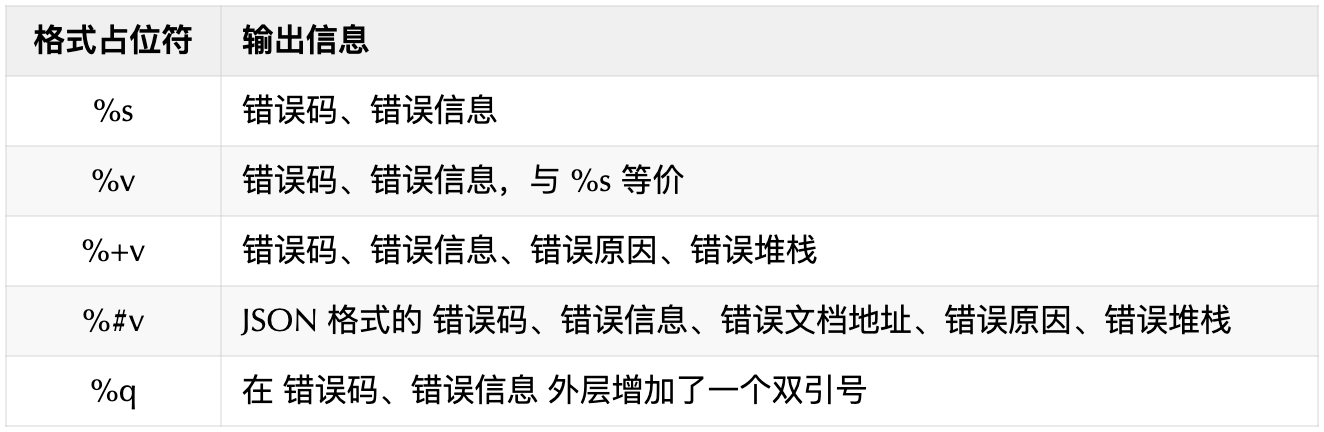 格式占位符 输出信息
%s 错误码、错误信息
%v 错误码、错误信息，与 %s 等价
%+v 错误码、错误信息、错误原因、错误堆栈
%#v JSON 格式的 错误码、错误信息、错误文档地址、错误原因、错误堆栈
%q 在 错误码、错误信息 外层增加了一个双引号